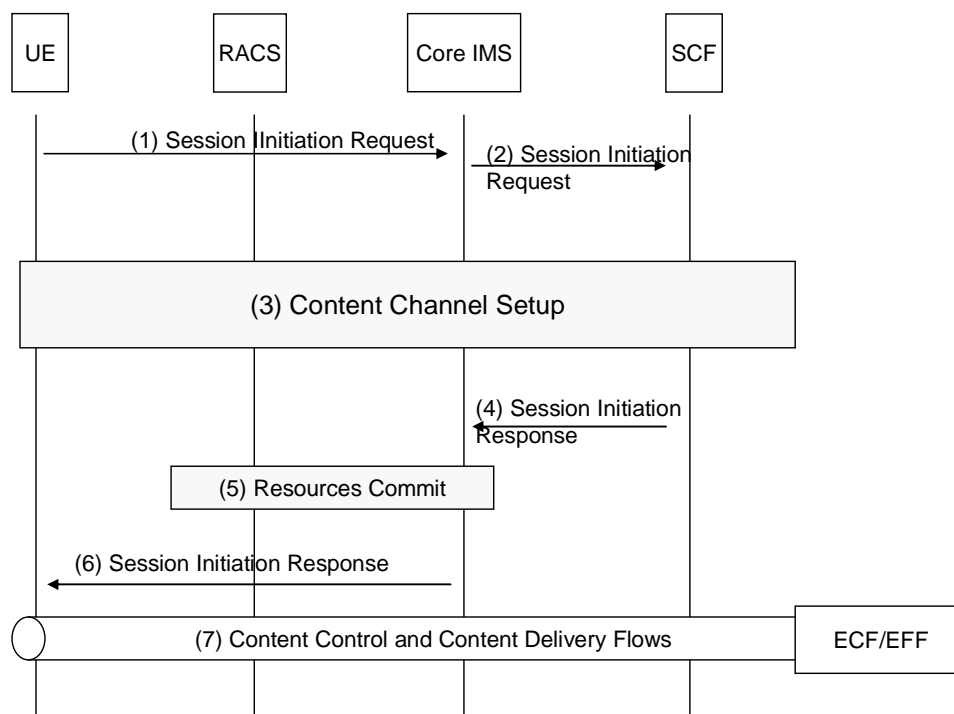 UE
RACS
Core IMS
SCF
(1) Session IInitiation Request
(2) Session Initiation
Request
(3) Content Channel Setup
(4) Session Initiation
Response
(5) Resources Commit
(6) Session Initiation Response
(7) Content Control and Content Delivery Flows
ECF/EFF